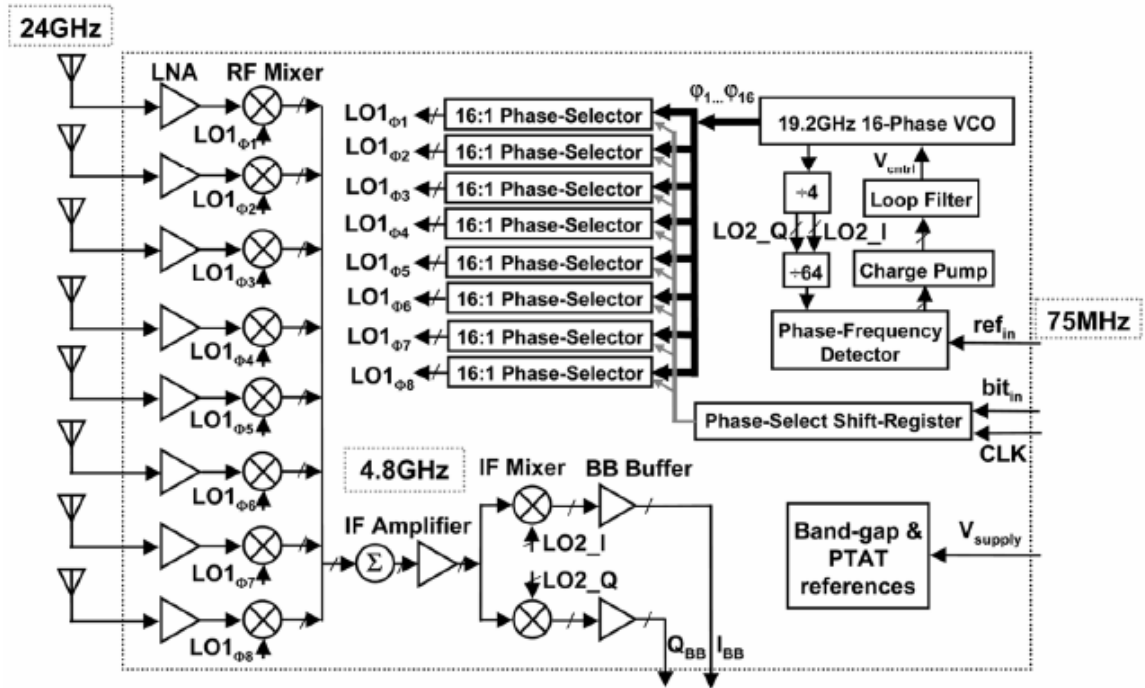 24GHz
LNA RF Mixer
LO1Φ1
LO1Φ2
LO1Φ3
LO1Φ4
LO1Φ5
LO1Φ6
LO1Φ7
LO1Φ8
LO1Φ1 16:1 Phase-Selector
LO1Φ2 16:1 Phase-Selector
LO1Φ3 16:1 Phase-Selector
LO1Φ4 16:1 Phase-Selector
LO1Φ5 16:1 Phase-Selector
LO1Φ6 16:1 Phase-Selector
LO1Φ7 16:1 Phase-Selector
LO1Φ8 16:1 Phase-Selector
φ1... φ16
19.2GHz 16-Phase VCO
Vcntrl
÷4
Loop Filter
LO2_Q LO2_I
÷64
Charge Pump
Phase-Frequency
Detector
refin
75MHz
bitin
Phase-Select Shift-Register
CLK
4.8GHz
IF Mixer BB Buffer
IF Amplifier
LO2_I
Σ
LO2_Q
QBB IBB
Band-gap &
PTAT
references
Vsupply